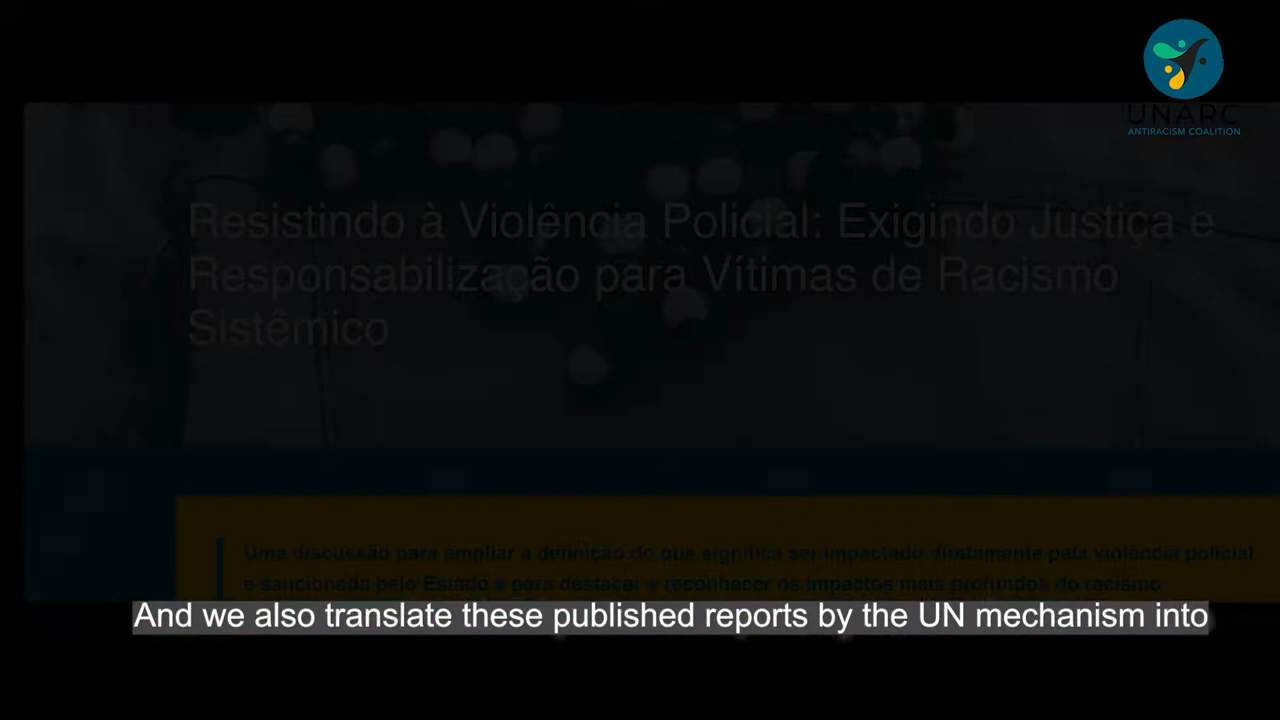 UNARC
ANTIRACISM COALITION
Resistindo à Violência Policial: Exigindo Justiça e
Responsabilização para Vítimas de Racismo
Sistêmico
Uma discussão para ampliar a definição do que significa ser impactado diretamente pela violência policial
e sancionada pelo Estado e para destacar e reconhecer os impactos mais profundos do racismo
And we also translate these published reports by the UN mechanism into